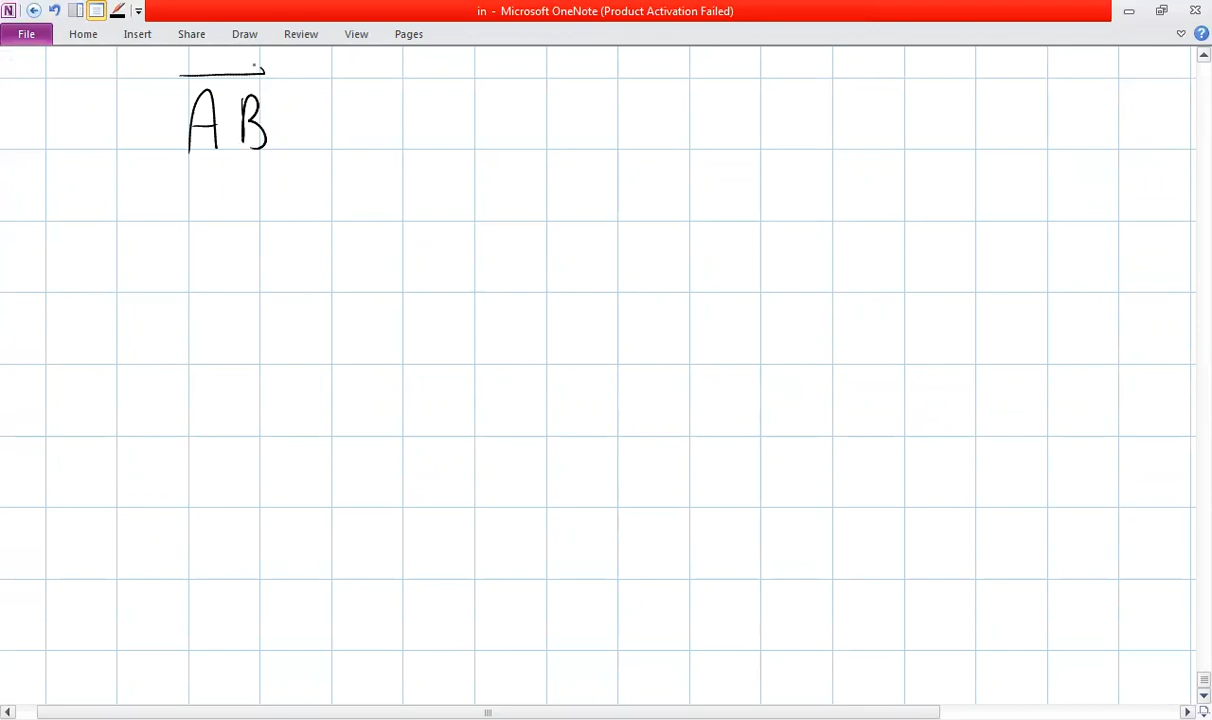 in - Microsoft OneNote (Product Activation Failed)
File Home Insert Share Draw Review View Pages
AB